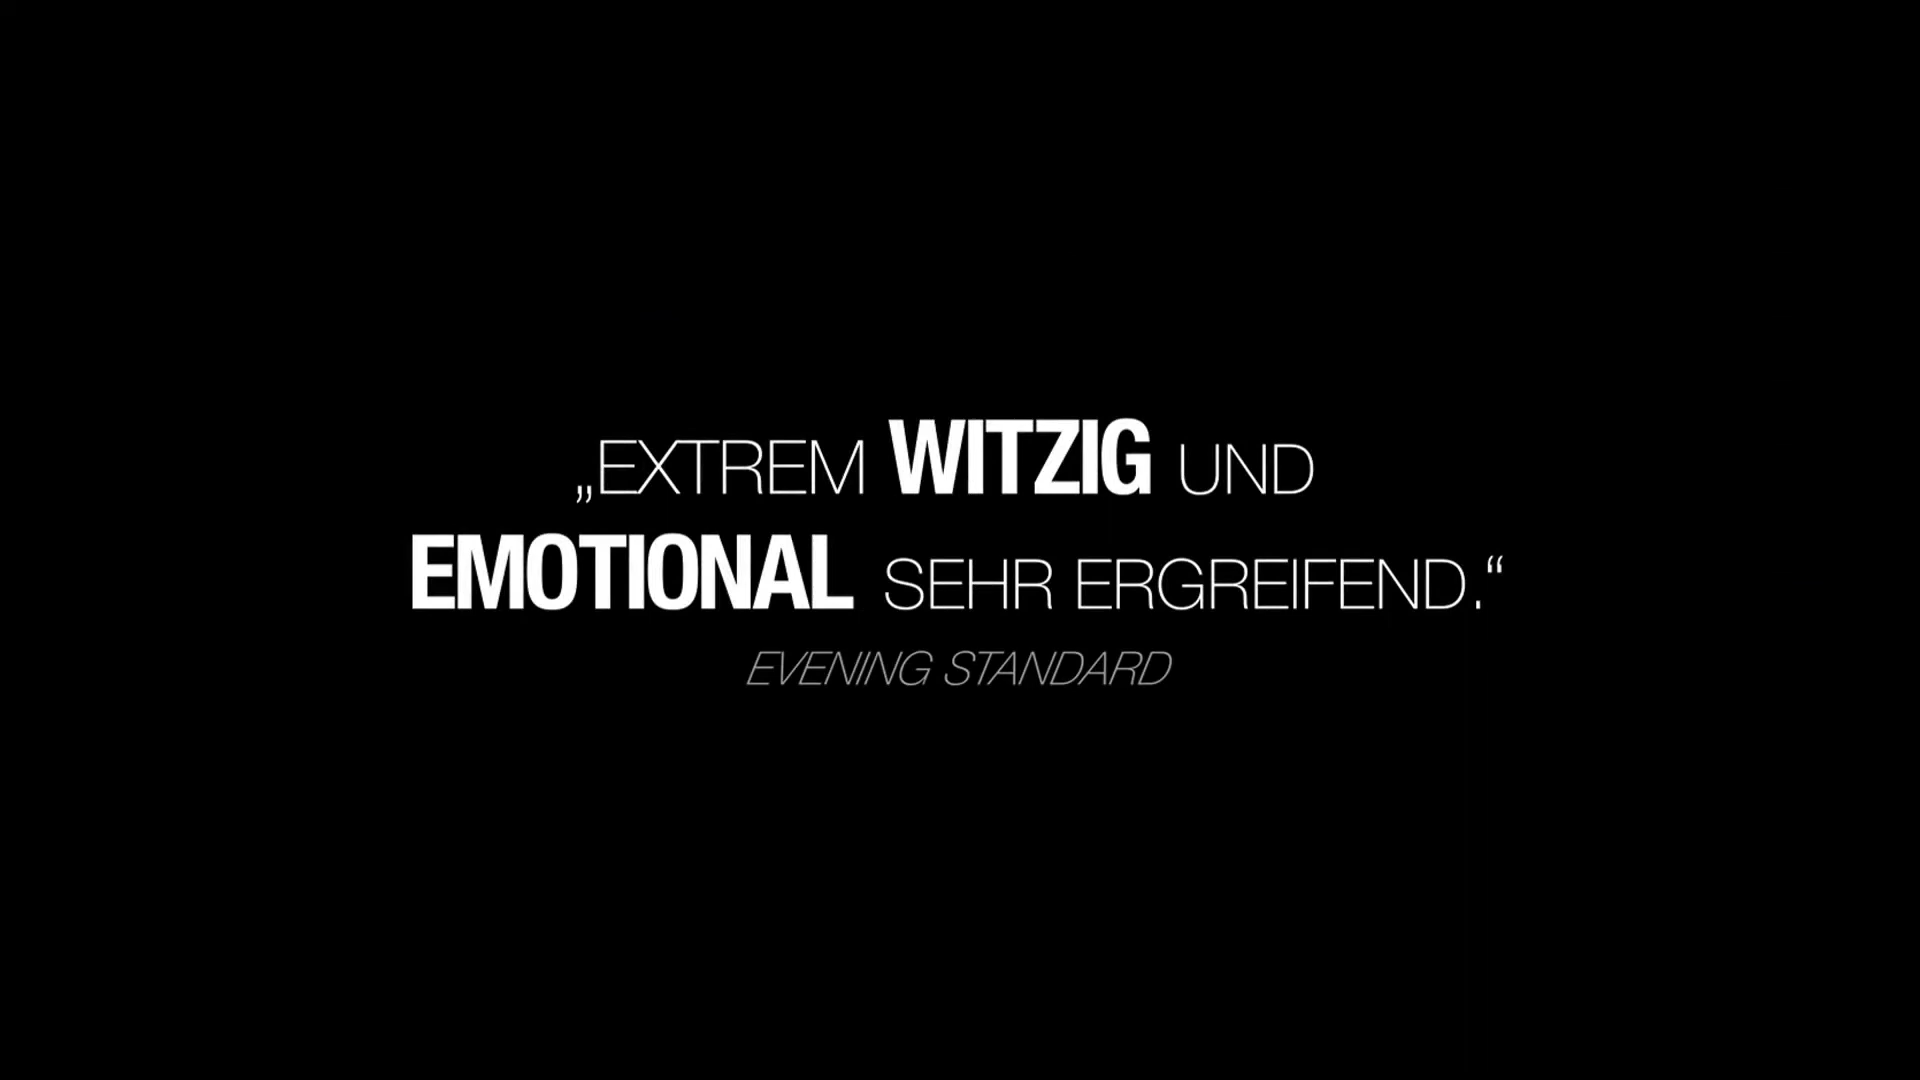 „EXTREM WITZIG UND
EMOTIONAL SEHR ERGREIFEND.“
EVENING STANDARD